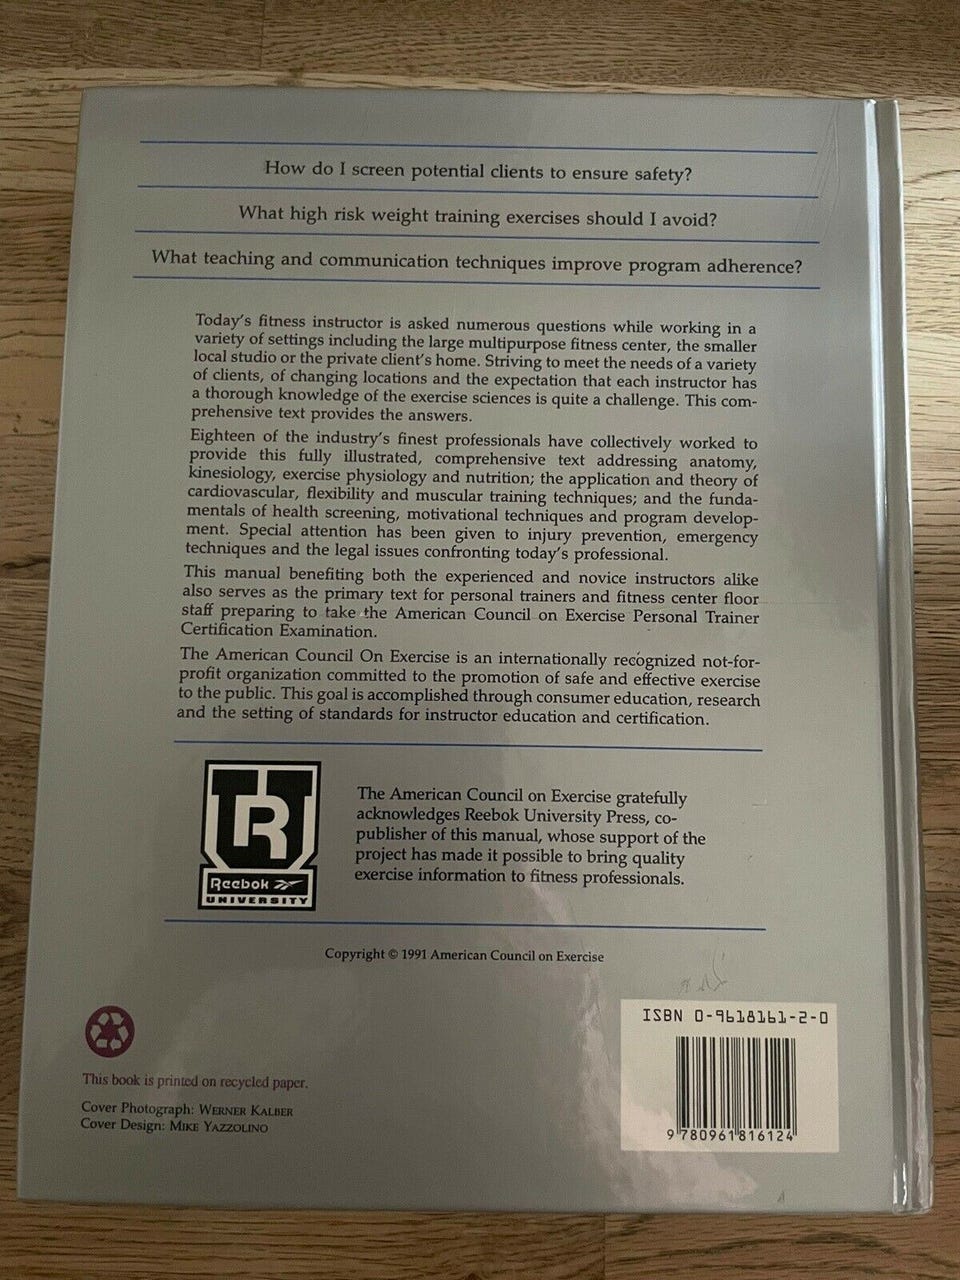 How do I screen potential clients to ensure safety?
What high risk weight training exercises should I avoid?
What teaching and communication techniques improve program adherence?
Today's fitness instructor is asked numerous questions while working in a
variety of settings including the large multipurpose fitness center, the smaller
local studio or the private client's home. Striving to meet the needs of a variety
of clients, of changing locations and the expectation that each instructor has
a thorough knowledge of the exercise sciences is quite a challenge. This com-
prehensive text provides the answers.
Eighteen of the industry's finest professionals have collectively worked to
provide this fully illustrated, comprehensive text addressing anatomy,
kinesiology, exercise physiology and nutrition; the application and theory of
cardiovascular, flexibility and muscular training techniques; and the funda-
mentals of health screening, motivational techniques and program develop-
ment. Special attention has been given to injury prevention, emergency
techniques and the legal issues confronting today's professional.
This manual benefiting both the experienced and novice instructors alike
also serves as the primary text for personal trainers and fitness center floor
staff preparing to take the American Council on Exercise Personal Trainer
Certification Examination.
The American Council On Exercise is an internationally recognized not-for-
profit organization committed to the promotion of safe and effective exercise
to the public. This goal is accomplished through consumer education, research
and the setting of standards for instructor education and certification.
UR
Reebok
UNIVERSITY
The American Council on Exercise gratefully
acknowledges Reebok University Press, co-
publisher of this manual, whose support of the
project has made it possible to bring quality
exercise information to fitness professionals.
Copyright © 1991 American Council on Exercise
ISBN 0-9618161-2-0
9 780961 816124
This book is printed on recycled paper.
Cover Photograph: WERNER KALBER
Cover Design: MIKE YAZZOLINO